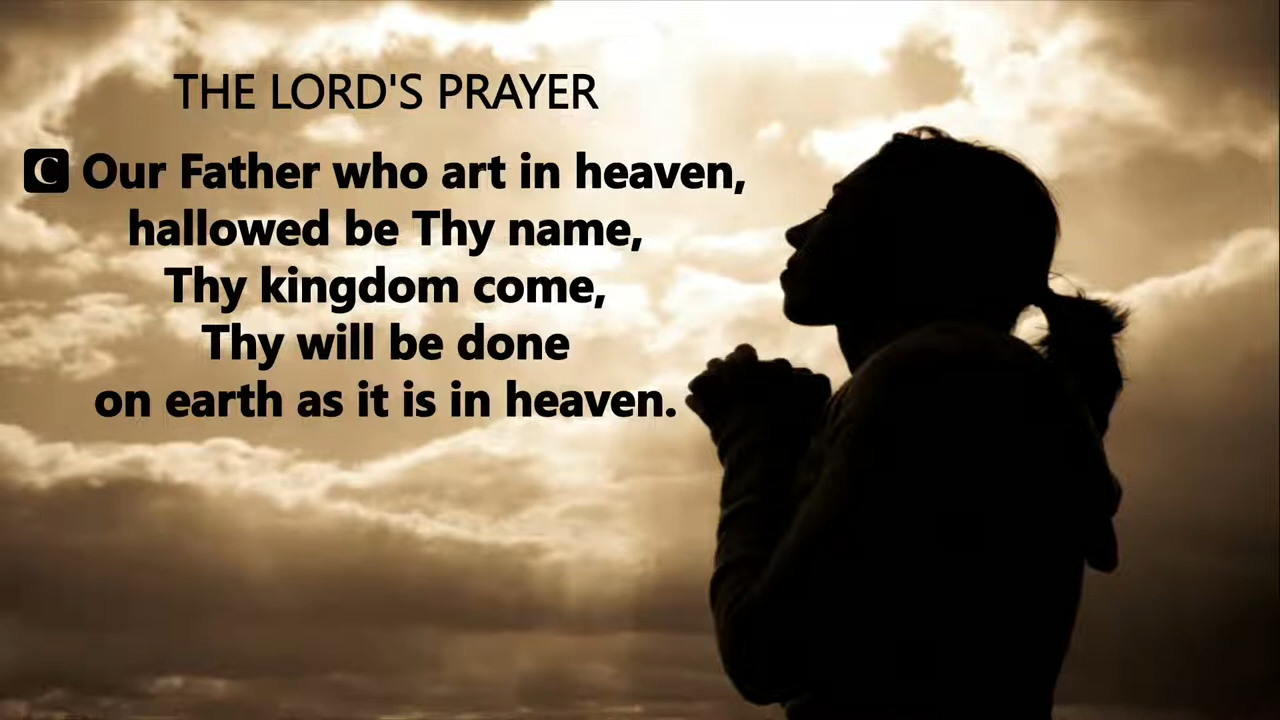 THE LORD'S PRAYER
C Our Father who art in heaven,
hallowed be Thy name,
Thy kingdom come,
Thy will be done
on earth as it is in heaven.